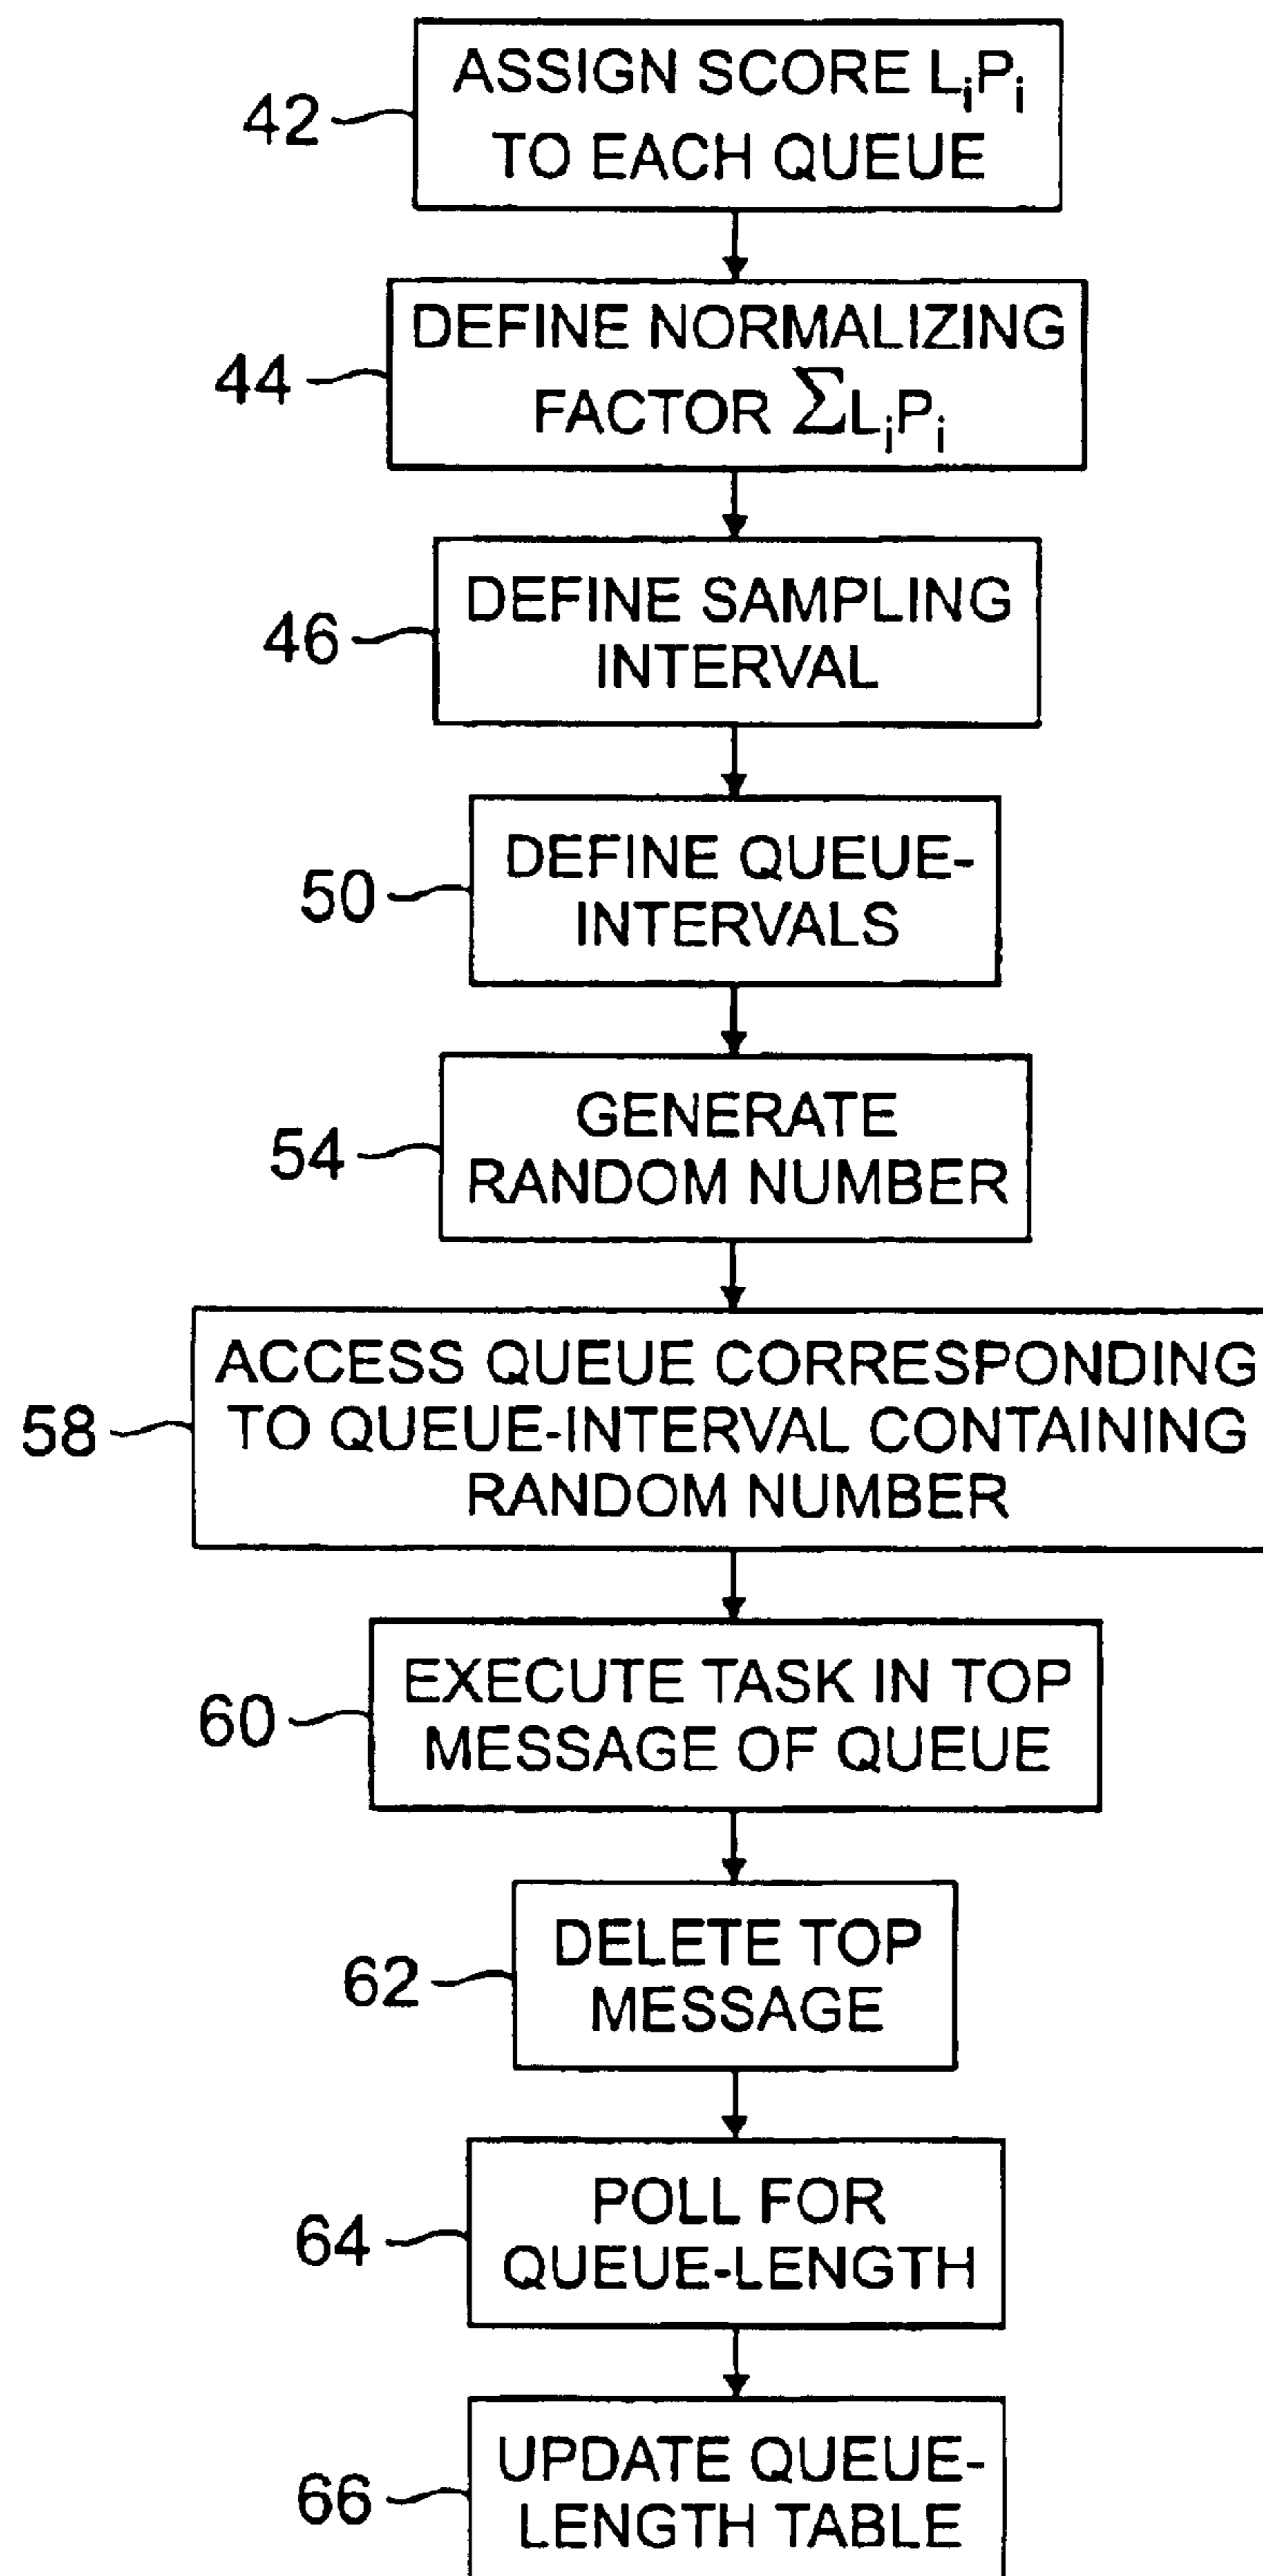 42
ASSIGN SCORE LiPi
TO EACH QUEUE
44
DEFINE NORMALIZING
FACTOR ΣLiPi
46
DEFINE SAMPLING
INTERVAL
50
DEFINE QUEUE-
INTERVALS
54
GENERATE
RANDOM NUMBER
58
ACCESS QUEUE CORRESPONDING
TO QUEUE-INTERVAL CONTAINING
RANDOM NUMBER
60
EXECUTE TASK IN TOP
MESSAGE OF QUEUE
62
DELETE TOP
MESSAGE
64
POLL FOR
QUEUE-LENGTH
66
UPDATE QUEUE-
LENGTH TABLE